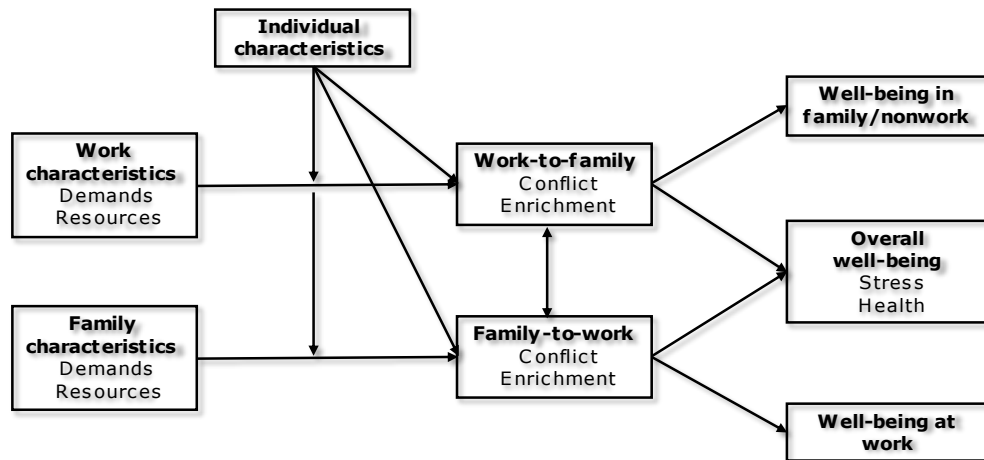 Individual
characteristics
Work
characteristics
Demands
Resources
Family
characteristics
Demands
Resources
Work-to-family
Conflict
Enrichment
Family-to-work
Conflict
Enrichment
Well-being in
family/nonwork
Overall
well-being
Stress
Health
Well-being at
work